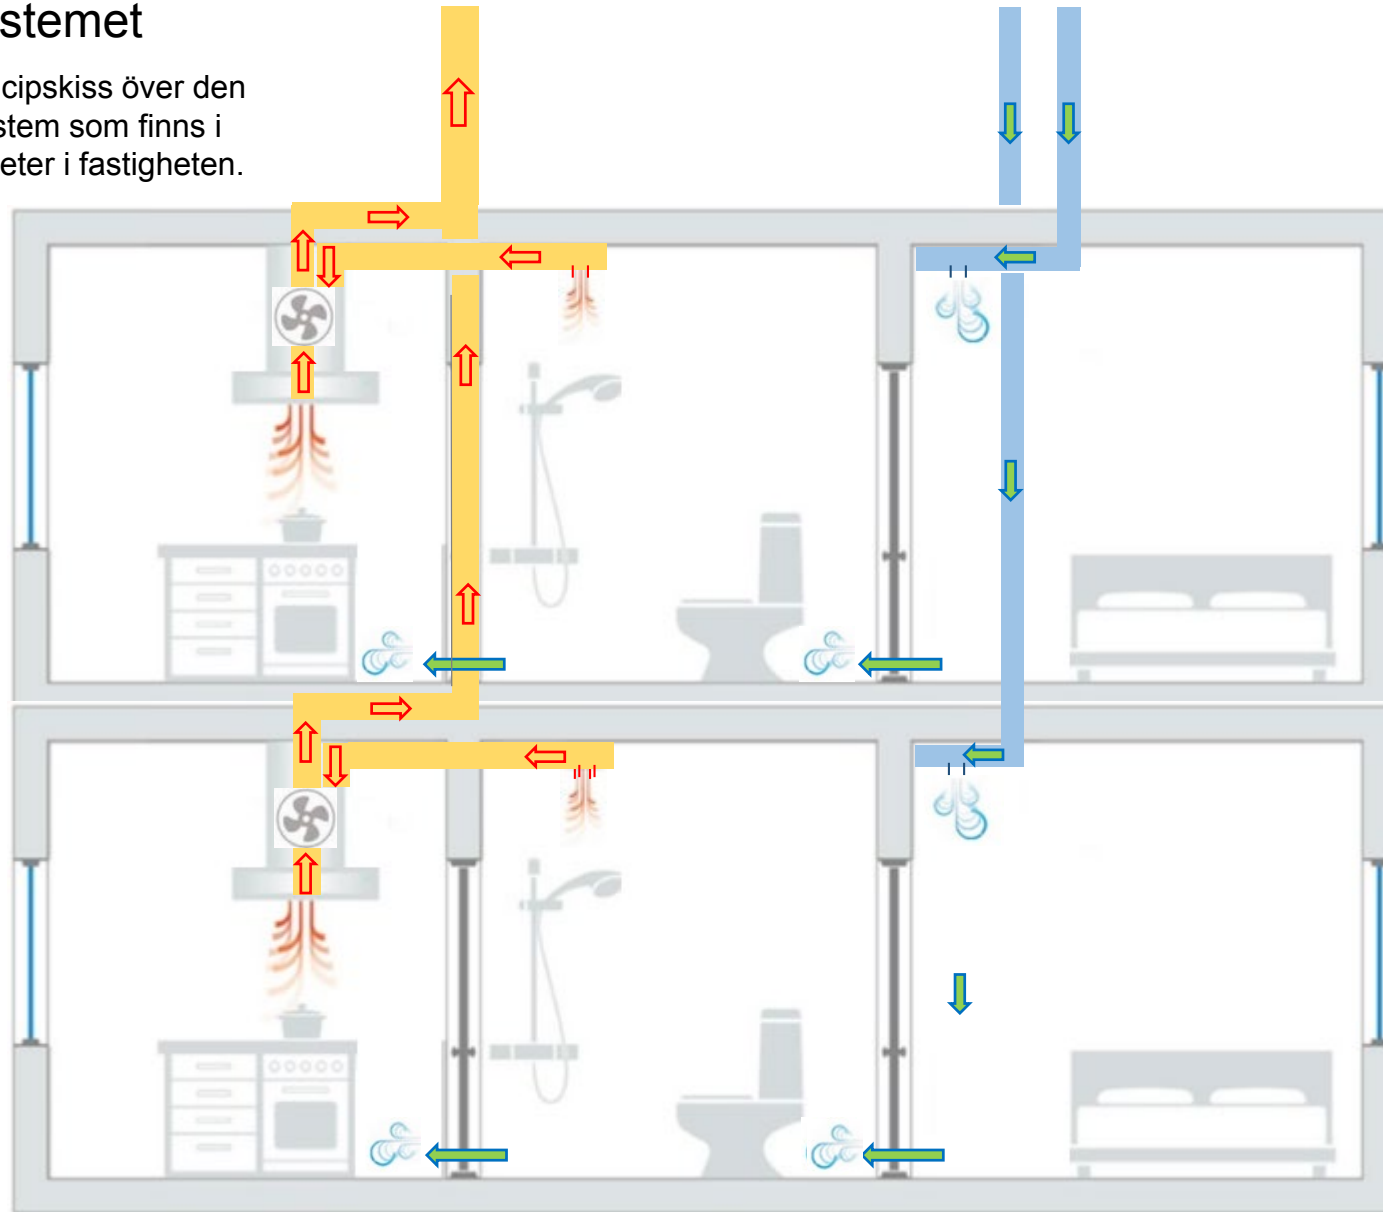 stemet
cipskiss över den
stem som finns i
eter i fastigheten.